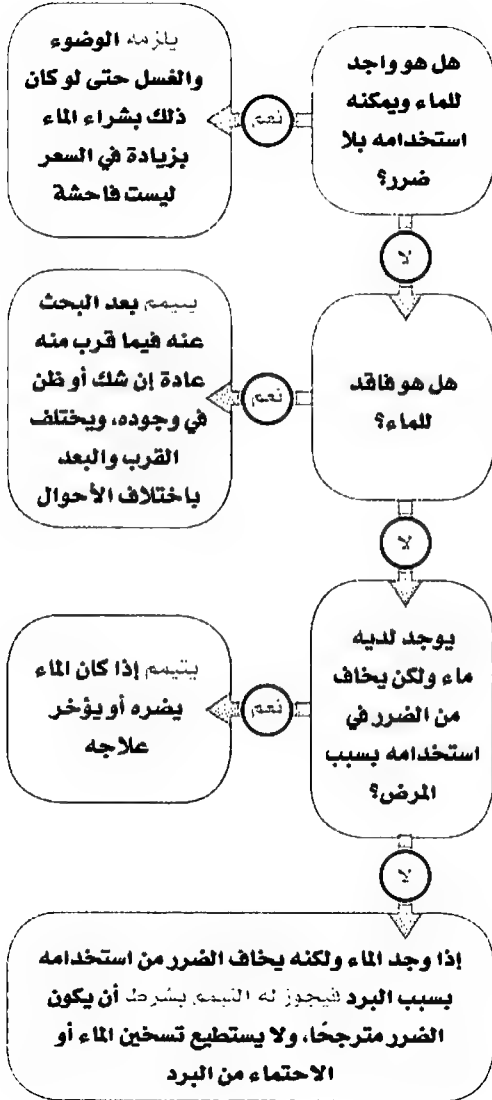 هل هو واجد
للماء ويمكنه
استخدامه بلا
ضرر؟
نعم
يلزمه الوضوء
والغسل حتى لو كان
ذلك بشراء الماء
بزيادة في السعر
ليست فاحشة
لا
هل هو فاقد
للماء؟
نعم
يتيمم بعد البحث
عنه فيما قرب منه
عادة إن شك أو ظن
في وجوده، ويختلف
القرب والبعد
باختلاف الأحوال
لا
يوجد لديه
ماء ولكن يخاف
من الضرر في
استخدامه بسبب
المرض؟
نعم
يتيمم إذا كان الماء
يضره أو يؤخر
علاجه
لا
إذا وجد الماء ولكنه يخاف الضرر من استخدامه
بسبب البرد فيجوز له التيمم بشرط أن يكون
الضرر مترجحًا، ولا يستطيع تسخين الماء أو
الاحتماء من البرد